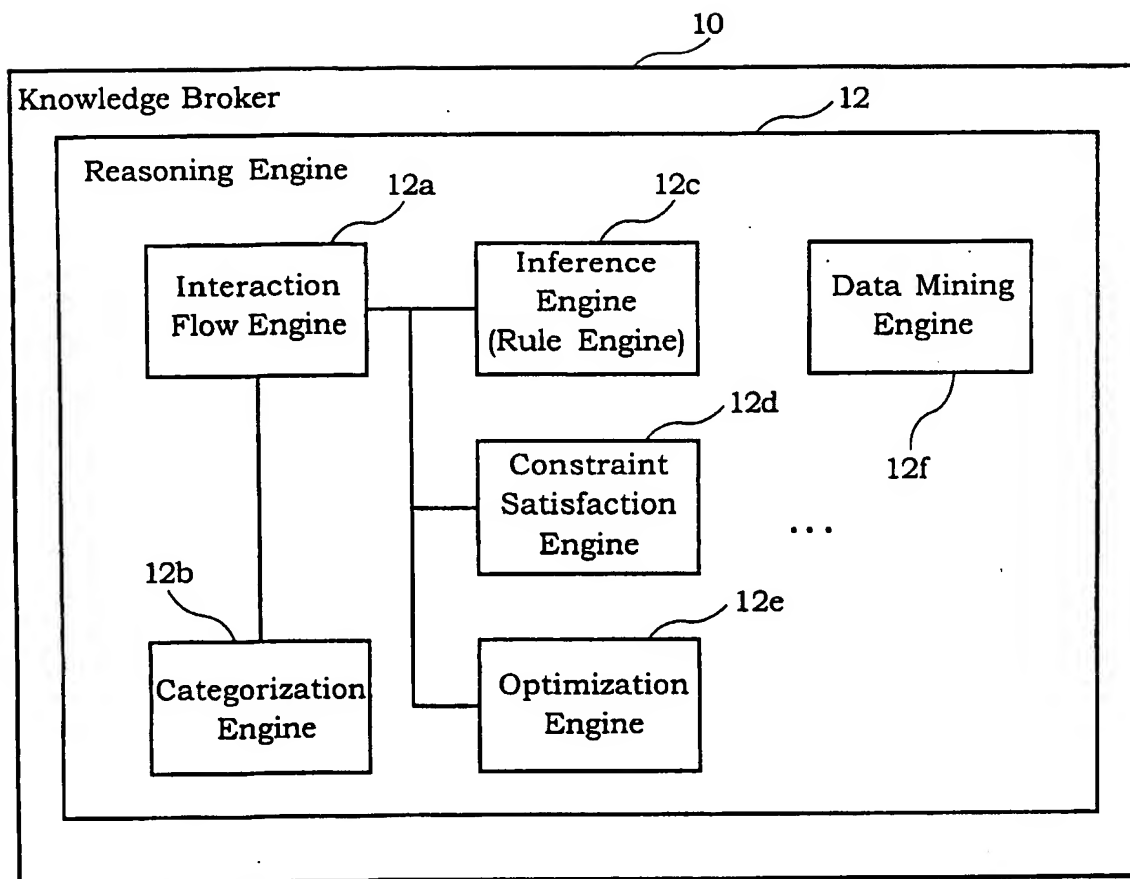 10
Knowledge Broker
12
Reasoning Engine
12a
12c
Interaction
Flow Engine
Inference
Engine
(Rule Engine)
Data Mining
Engine
12d
12f
Constraint
Satisfaction
Engine
...
12b
12e
Categorization
Engine
Optimization
Engine